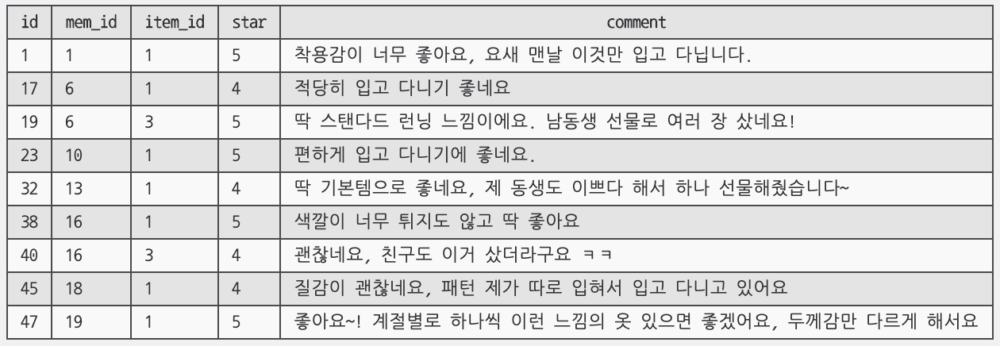 id mem_id item_id star comment
1 1 1 5 착용감이 너무 좋아요, 요새 맨날 이것만 입고 다닙니다.
17 6 1 4 적당히 입고 다니기 좋네요
19 6 3 5 딱 스탠다드 런닝 느낌이에요. 남동생 선물로 여러 장 샀네요!
23 10 1 5 편하게 입고 다니기에 좋네요.
32 13 1 4 딱 기본템으로 좋네요, 제 동생도 이쁘다 해서 하나 선물해줬습니다~
38 16 1 5 색깔이 너무 튀지도 않고 딱 좋아요
40 16 3 4 괜찮네요, 친구도 이거 샀더라구요 ㅋㅋ
45 18 1 4 질감이 괜찮네요, 패턴 제가 따로 입혀서 입고 다니고 있어요
47 19 1 5 좋아요~! 계절별로 하나씩 이런 느낌의 옷 있으면 좋겠어요, 두께감만 다르게 해서요